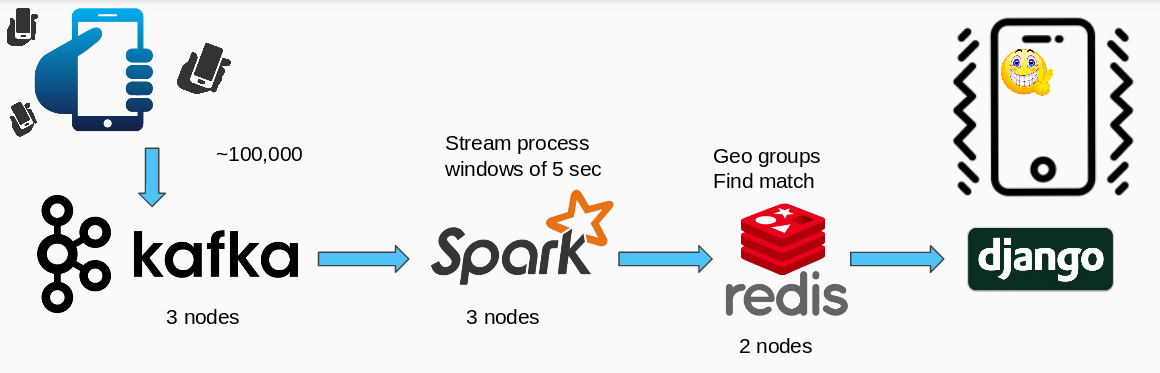 ~100,000
Stream process
windows of 5 sec
Geo groups
Find match
kafka
Spark
redis
django
3 nodes
3 nodes
2 nodes